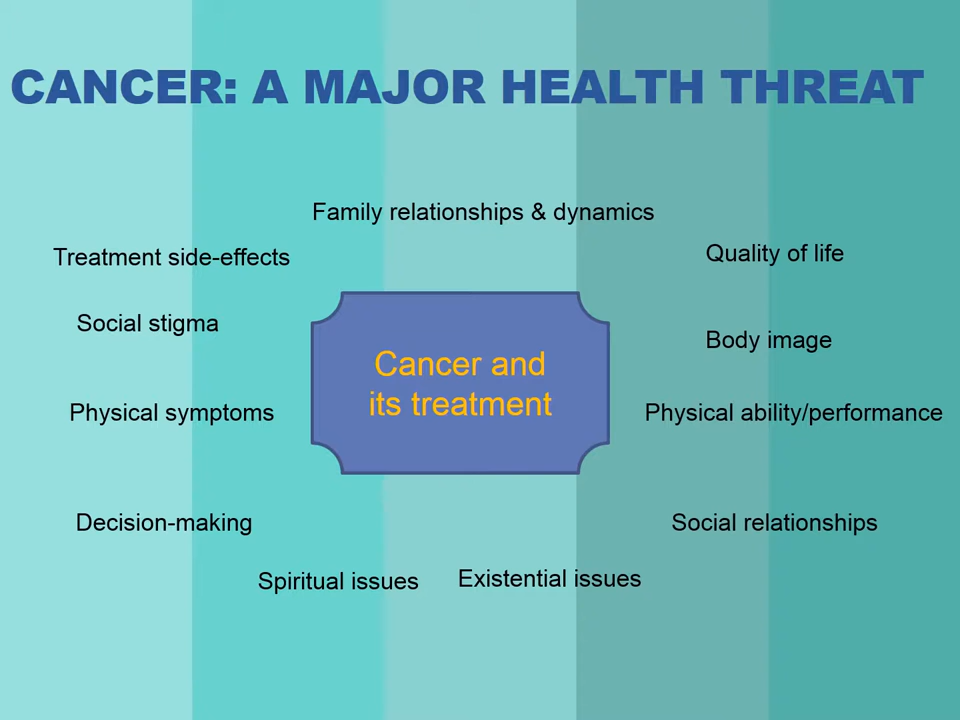 CANCER: A MAJOR HEALTH THREAT
Family relationships & dynamics
Treatment side-effects
Quality of life
Social stigma
Body image
Cancer and
its treatment
Physical symptoms
Physical ability/performance
Decision-making
Social relationships
Spiritual issues
Existential issues